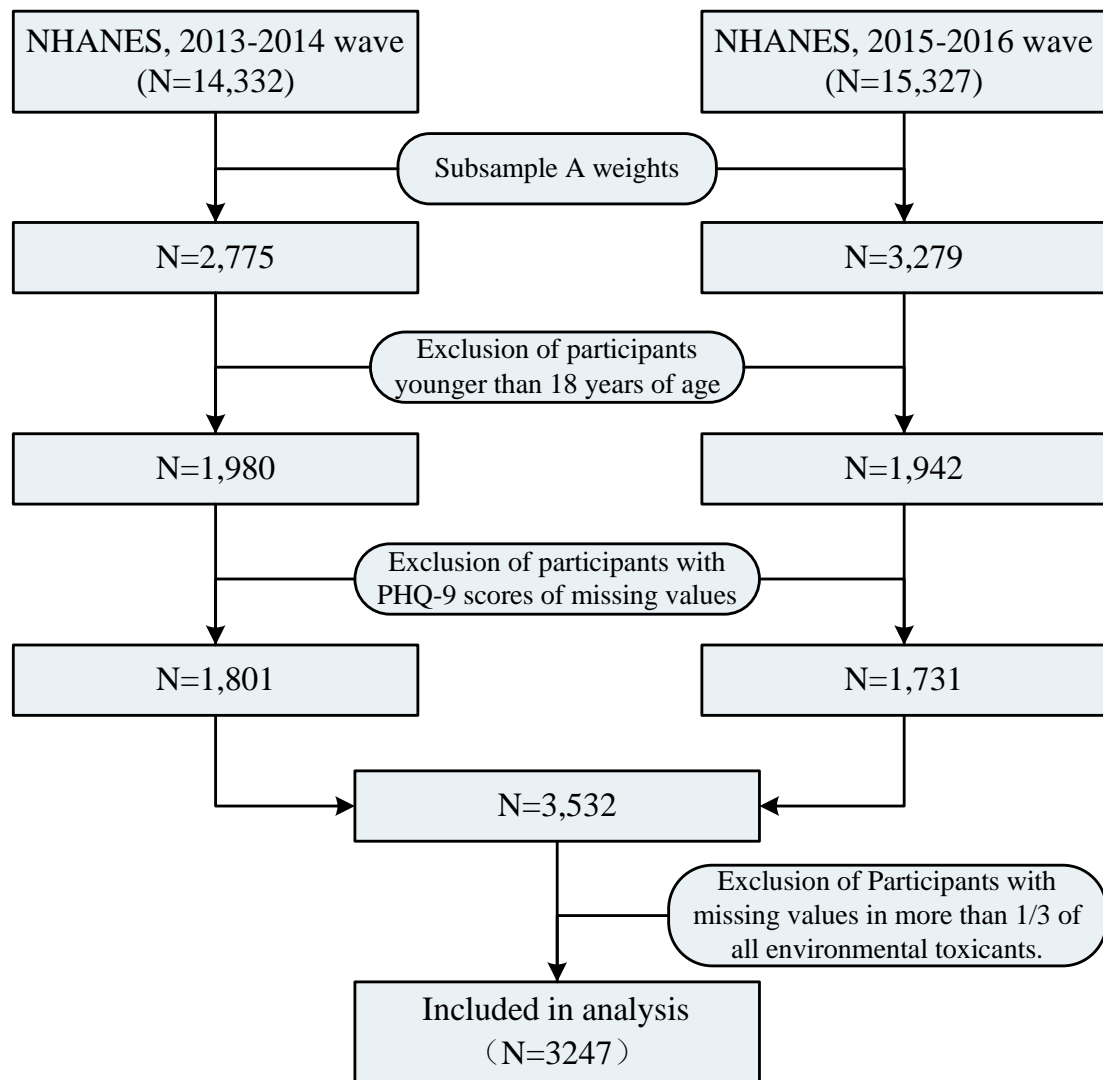 NHANES, 2013-2014 wave
(N=14,332)
NHANES, 2015-2016 wave
(N=15,327)
Subsample A weights
N=2,775
N=3,279
Exclusion of participants
younger than 18 years of age
N=1,980
N=1,942
Exclusion of participants with
PHQ-9 scores of missing values
N=1,801
N=1,731
N=3,532
Exclusion of Participants with
missing values in more than 1/3 of
all environmental toxicants.
Included in analysis
（N=3247）